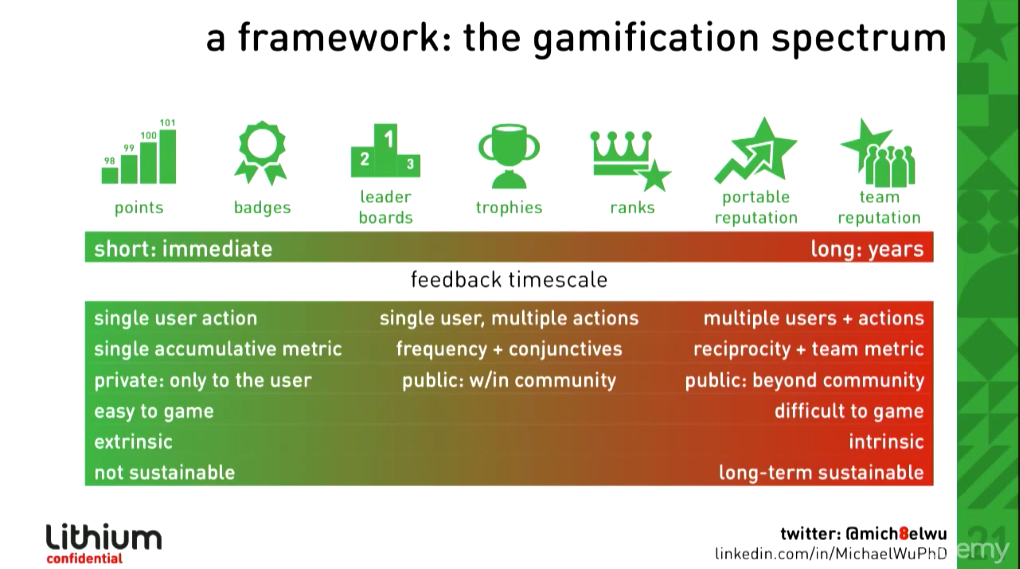 a framework: the gamification spectrum
98 99 100 101
2 1 3
points
badges
leader
boards
trophies
ranks
portable
reputation
team
reputation
short: immediate long: years
feedback timescale
single user action single user, multiple actions multiple users + actions
single accumulative metric frequency + conjunctives reciprocity + team metric
private: only to the user public: w/in community public: beyond community
easy to game difficult to game
extrinsic intrinsic
not sustainable long-term sustainable
Lithium
confidential
twitter: @mich8elwu
linkedin.com/in/MichaelWuPhD
21
emy